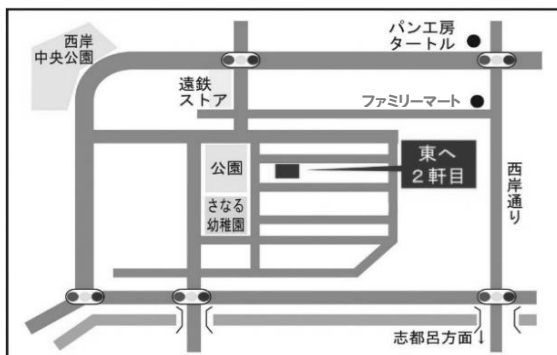 西岸
中央公園
パン工房
タートル
遠鉄
ストア
ファミリーマート
公園
東へ
2軒目
西岸通り
さなる
幼稚園
志都呂方面↓